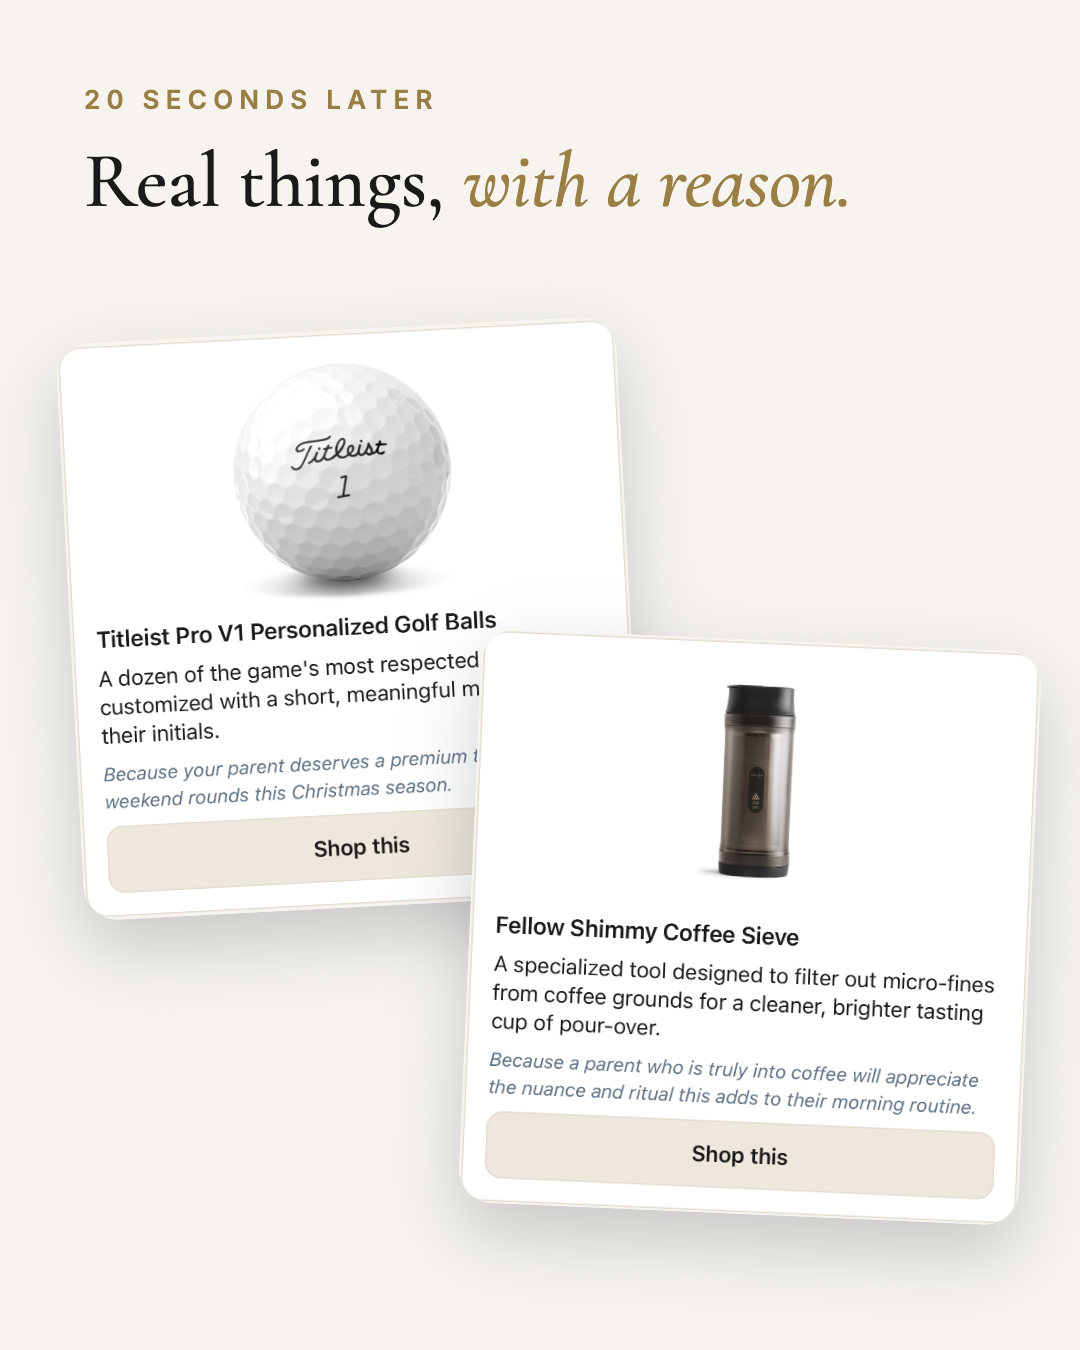 20 SECONDS LATER
Real things, with a reason.
Titleist
1
Titleist Pro V1 Personalized Golf Balls
A dozen of the game's most respected
customized with a short, meaningful
their initials.
Because your parent deserves a premium
weekend rounds this Christmas season.
Shop this
Fellow Shimmy Coffee Sieve
A specialized tool designed to filter out micro-fines
from coffee grounds for a cleaner, brighter tasting
cup of pour-over.
Because a parent who is truly into coffee will appreciate
the nuance and ritual this adds to their morning routine.
Shop this